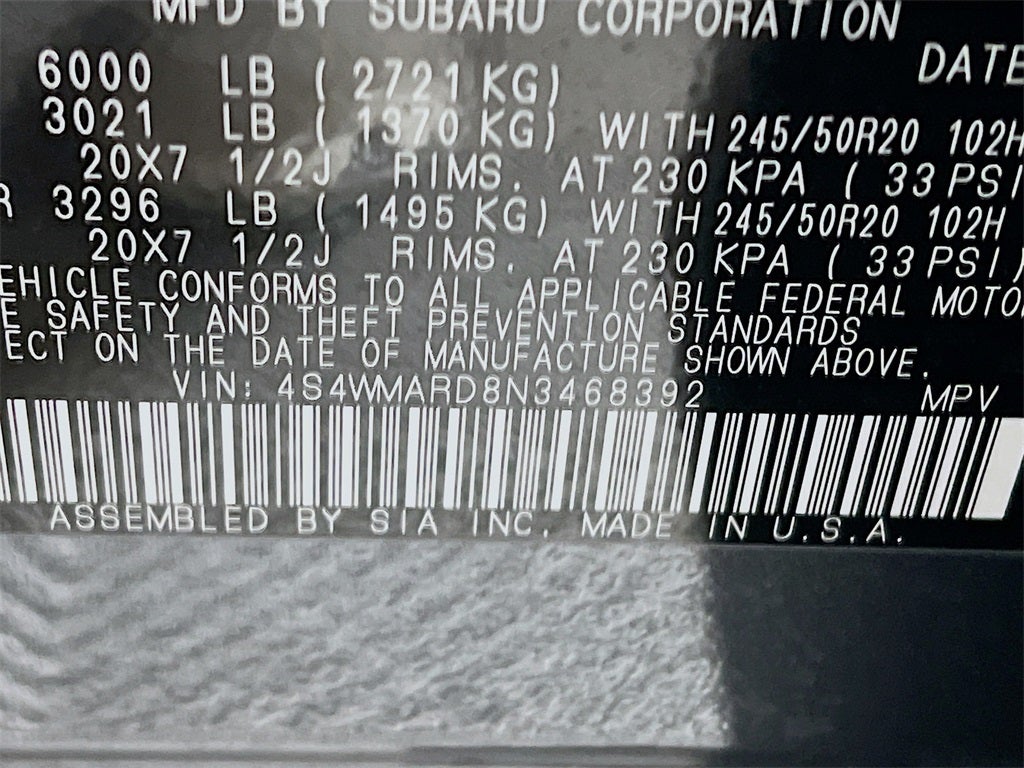 MFD BY SUBARU CORPORATION
DATE
6000 LB ( 2721 KG)
3021 LB ( 1370 KG) WITH 245/50R20 102H
20X7 1/2J RIMS. AT 230 KPA ( 33 PSI
R 3296 LB ( 1495 KG) WITH 245/50R20 102H
20X7 1/2J RIMS. AT 230 KPA ( 33 PSI)
EHICLE CONFORMS TO ALL APPLICABLE FEDERAL MOTO
E SAFETY AND THEFT PREVENTION STANDARDS
ECT ON THE DATE OF MANUFACTURE SHOWN ABOVE.
VIN: 4S4WMARD8N3468392 MPV
ASSEMBLED BY SIA INC. MADE IN U.S.A.